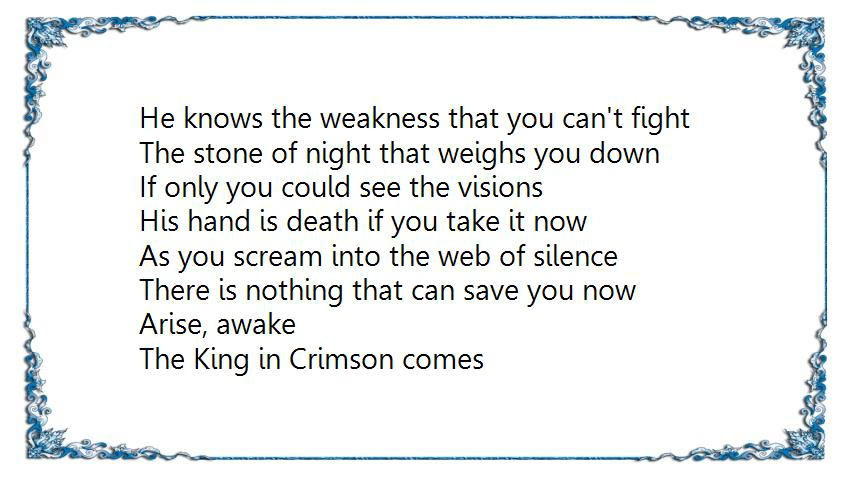 He knows the weakness that you can't fight
The stone of night that weighs you down
If only you could see the visions
His hand is death if you take it now
As you scream into the web of silence
There is nothing that can save you now
Arise, awake
The King in Crimson comes